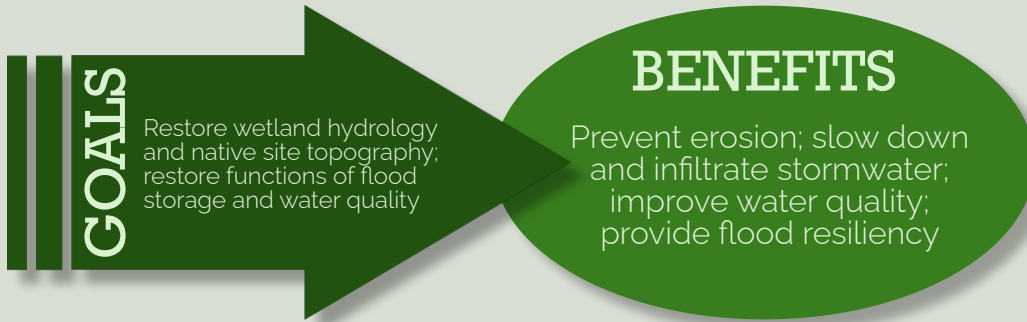 GOALS
Restore wetland hydrology
and native site topography;
restore functions of flood
storage and water quality
BENEFITS
Prevent erosion; slow down
and infiltrate stormwater;
improve water quality;
provide flood resiliency